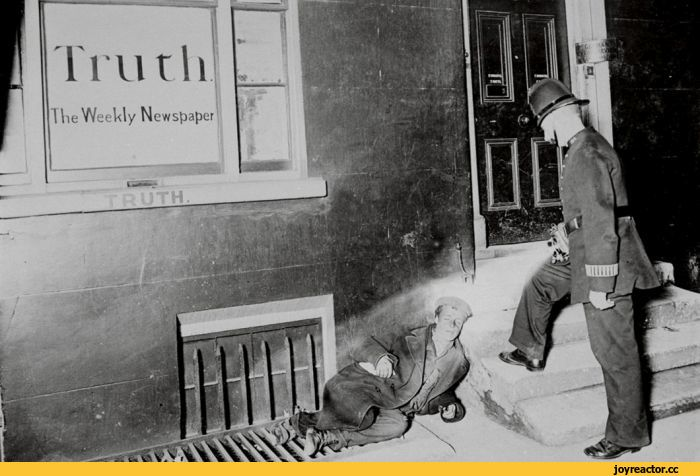 Truth.
The Weekly Newspaper
TRUTH.
joyreactor.cc